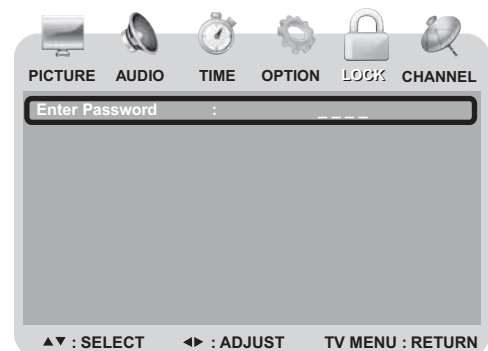 PICTURE AUDIO TIME OPTION LOCK CHANNEL
Enter Password : _ _ _ _
▲▼ : SELECT ◄► : ADJUST TV MENU : RETURN